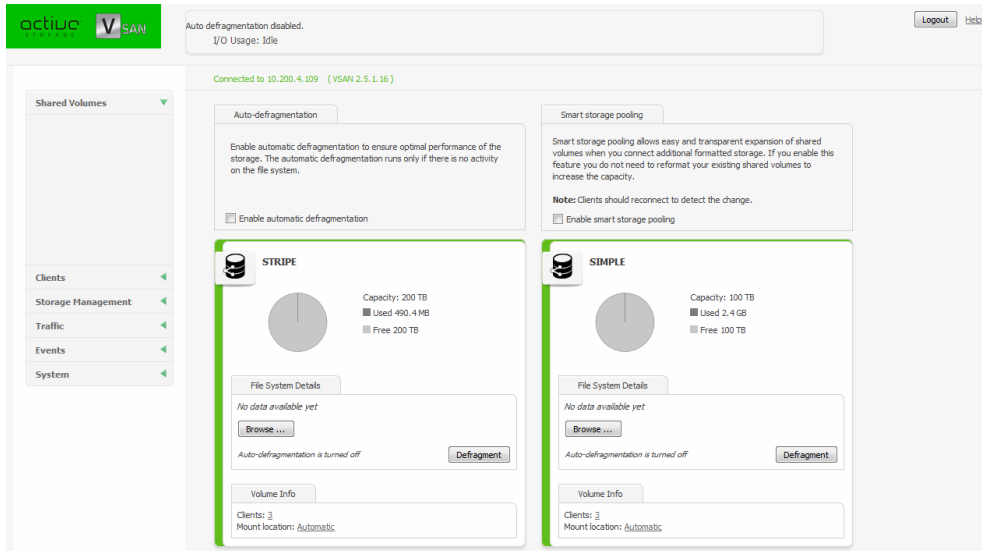 active
STORAGE
V SAN
Auto defragmentation disabled.
I/O Usage: Idle
Logout
Help
Connected to 10.200.4.109 ( VSAN 2.5.1.16 )
Shared Volumes
Clients
Storage Management
Traffic
Events
System
Auto-defragmentation
Enable automatic defragmentation to ensure optimal performance of the
storage. The automatic defragmentation runs only if there is no activity
on the file system.
Enable automatic defragmentation
Smart storage pooling
Smart storage pooling allows easy and transparent expansion of shared
volumes when you connect additional formatted storage. If you enable this
feature you do not need to reformat your existing shared volumes to
increase the capacity.
Note: Clients should reconnect to detect the change.
Enable smart storage pooling
STRIPE
Capacity: 200 TB
Used 490.4 MB
Free 200 TB
File System Details
No data available yet
Browse ...
Auto-defragmentation is turned off
Defragment
Volume Info
Clients: 3
Mount location: Automatic
SIMPLE
Capacity: 100 TB
Used 2.4 GB
Free 100 TB
File System Details
No data available yet
Browse ...
Auto-defragmentation is turned off
Defragment
Volume Info
Clients: 3
Mount location: Automatic